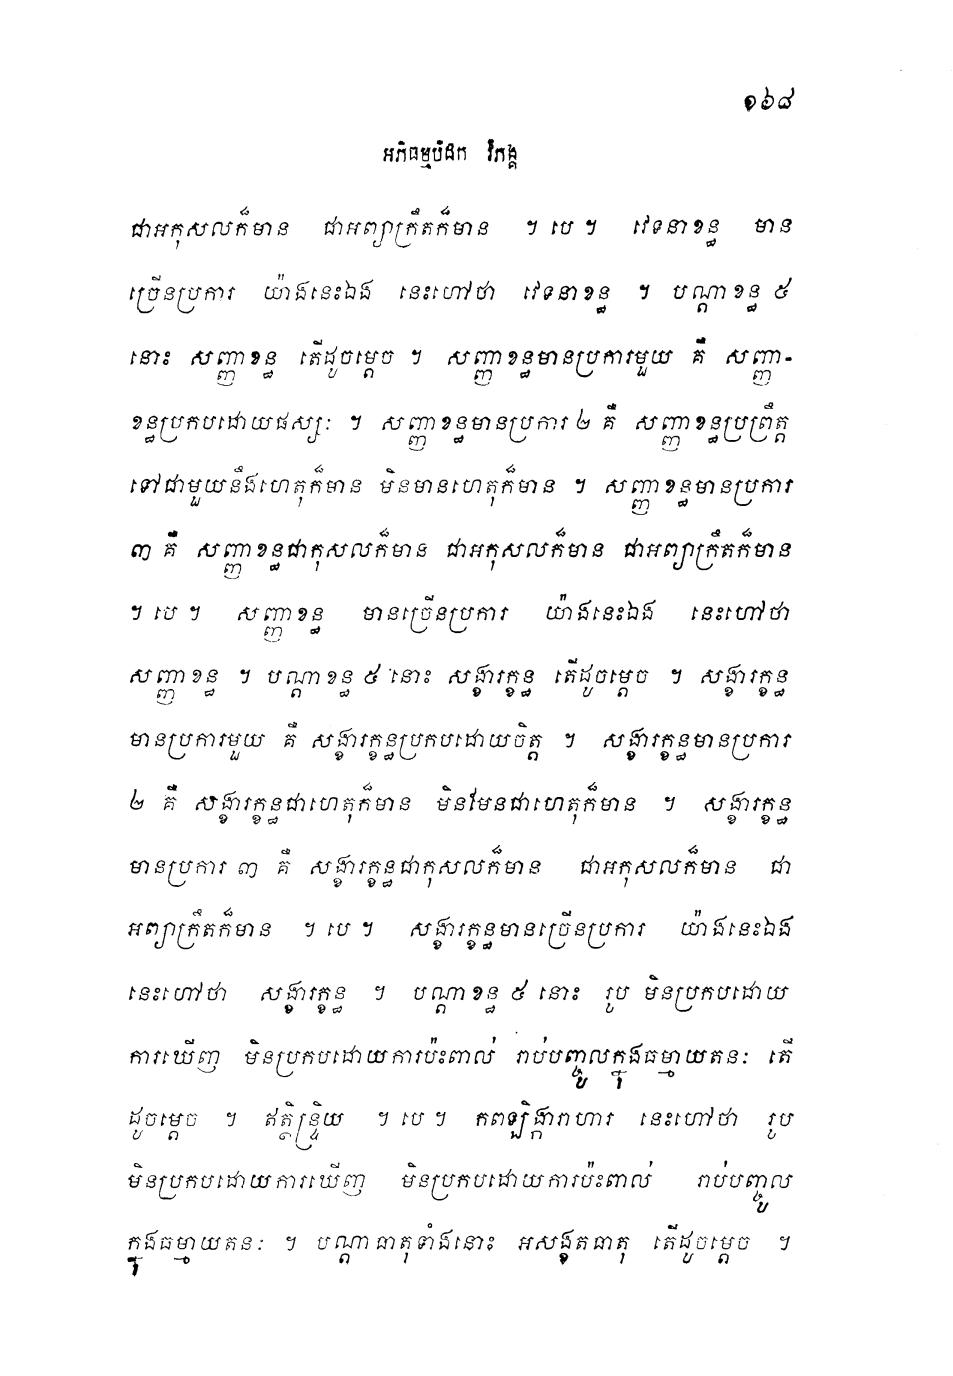 ១៦៨
អភិធម្មបិដក វិភង្គ
ជាអកុសលក៏មាន ជាអព្យាក្រឹតក៏មាន ។ បេ ។ វេទនាខន្ធ មាន
ច្រើនប្រការ យ៉ាងនេះឯង នេះហៅថា វេទនាខន្ធ ។ បណ្តាខន្ធ ៥
នោះ សញ្ញាខន្ធ តើដូចម្តេច ។ សញ្ញាខន្ធមានប្រការមួយ គឺ សញ្ញា-
ខន្ធប្រកបដោយផស្សៈ ។ សញ្ញាខន្ធមានប្រការ ២ គឺ សញ្ញាខន្ធប្រព្រឹត្ត
ទៅជាមួយនឹងហេតុក៏មាន មិនមានហេតុក៏មាន ។ សញ្ញាខន្ធមានប្រការ
៣ គឺ សញ្ញាខន្ធជាកុសលក៏មាន ជាអកុសលក៏មាន ជាអព្យាក្រឹតក៏មាន
។ បេ ។ សញ្ញាខន្ធ មានច្រើនប្រការ យ៉ាងនេះឯង នេះហៅថា
សញ្ញាខន្ធ ។ បណ្តាខន្ធ ៥ នោះ សង្ខារក្ខន្ធ តើដូចម្តេច ។ សង្ខារក្ខន្ធ
មានប្រការមួយ គឺ សង្ខារក្ខន្ធប្រកបដោយចិត្ត ។ សង្ខារក្ខន្ធមានប្រការ
២ គឺ សង្ខារក្ខន្ធជាហេតុក៏មាន មិនមែនជាហេតុក៏មាន ។ សង្ខារក្ខន្ធ
មានប្រការ ៣ គឺ សង្ខារក្ខន្ធជាកុសលក៏មាន ជាអកុសលក៏មាន ជា
អព្យាក្រឹតក៏មាន ។ បេ ។ សង្ខារក្ខន្ធមានច្រើនប្រការ យ៉ាងនេះឯង
នេះហៅថា សង្ខារក្ខន្ធ ។ បណ្តាខន្ធ ៥ នោះ រូប មិនប្រកបដោយ
ការឃើញ មិនប្រកបដោយការប៉ះពាល់ រាប់បញ្ចូលក្នុងធម្មាយតនៈ តើ
ដូចម្តេច ។ ឥត្ថិន្ទ្រិយ ។ បេ ។ កពឡិង្ការាហារ នេះហៅថា រូប
មិនប្រកបដោយការឃើញ មិនប្រកបដោយការប៉ះពាល់ រាប់បញ្ចូល
ក្នុងធម្មាយតនៈ ។ បណ្តាធាតុទាំងនោះ អសង្ខតធាតុ តើដូចម្តេច ។